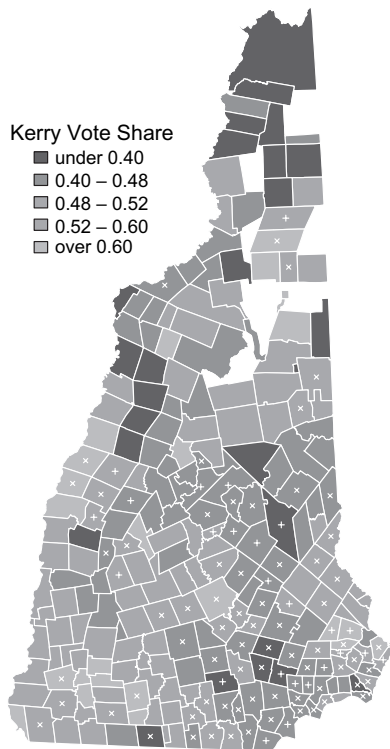 Kerry Vote Share
under 0.40
0.40 – 0.48
0.48 – 0.52
0.52 – 0.60
over 0.60